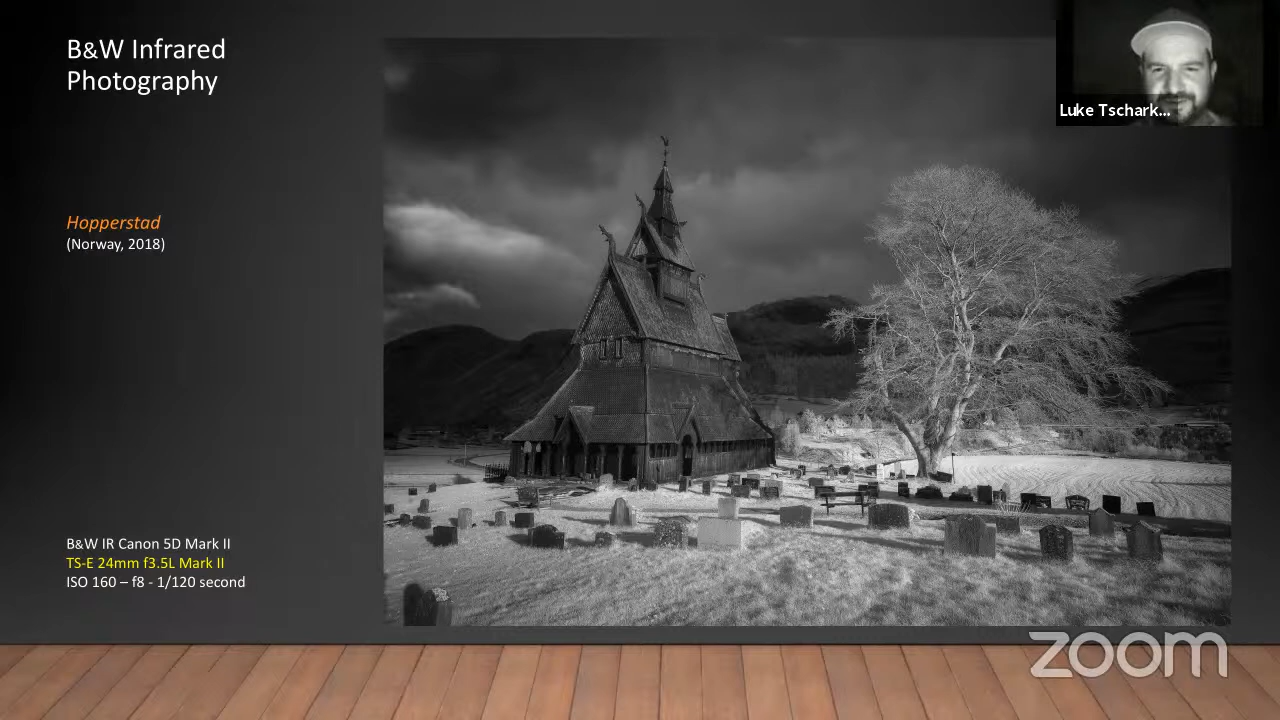 B&W Infrared
Photography
Luke Tschark...
Hopperstad
(Norway, 2018)
B&W IR Canon 5D Mark II
TS-E 24mm f3.5L Mark II
ISO 160 – f8 - 1/120 second
zoom